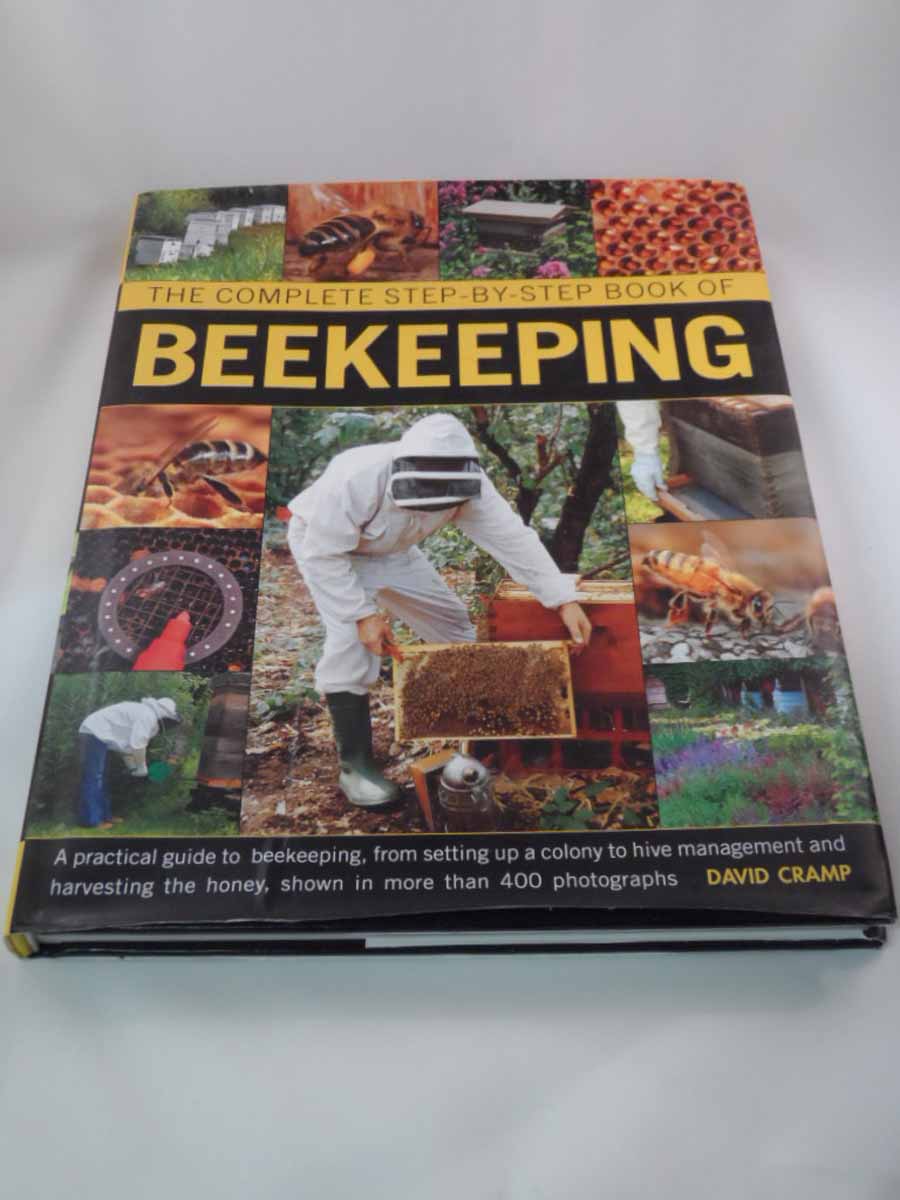 THE COMPLETE STEP-BY-STEP BOOK OF
BEEKEEPING
A practical guide to beekeeping, from setting up a colony to hive management and
harvesting the honey, shown in more than 400 photographs DAVID CRAMP